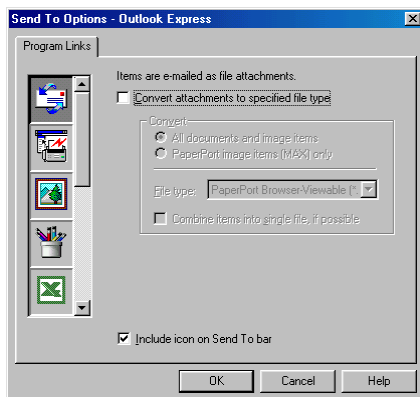 Send To Options - Outlook Express
Program Links
Items are e-mailed as file attachments.
Convert attachments to specified file type
Convert
All documents and image items
PaperPort image items (MAX) only
File type: PaperPort Browser-Viewable (*.
Combine items into single file, if possible
Include icon on Send To bar
OK Cancel Help